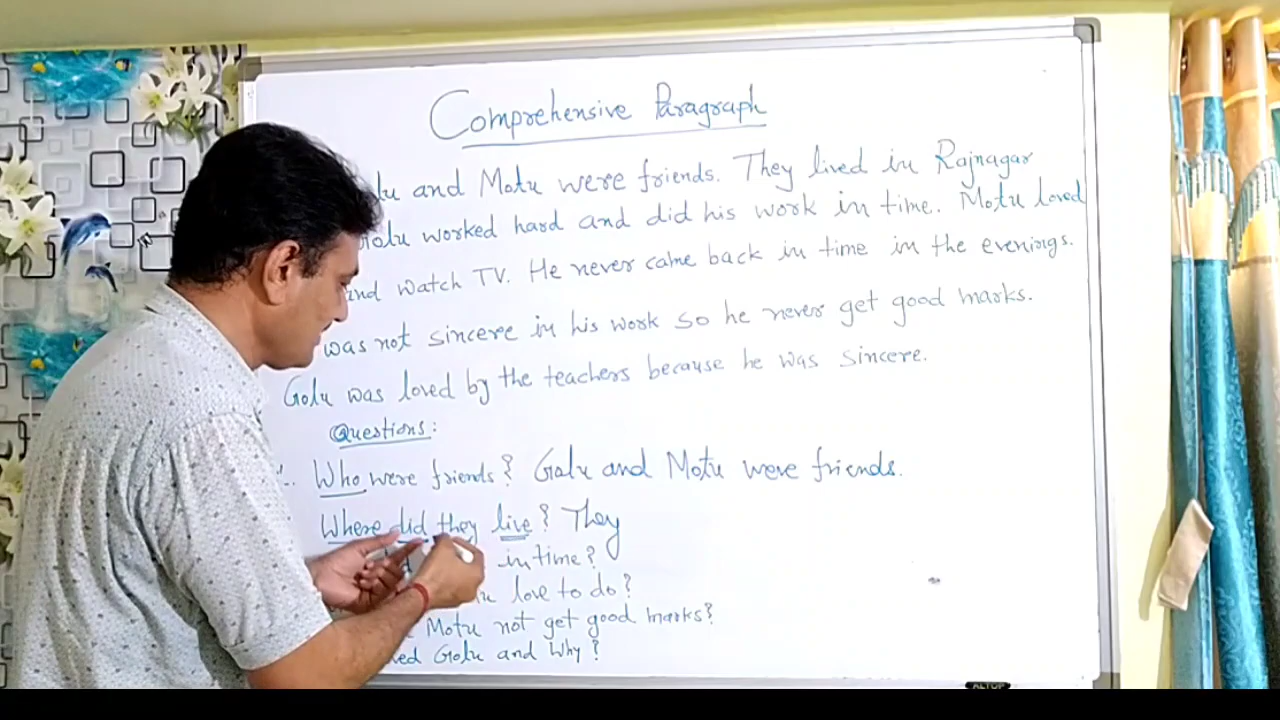 Comprehensive Paragraph
and Motu were friends. They lived in Rajnagar
Golu worked hard and did his work in time. Motu loved
and watch TV. He never came back in time in the evenings.
was not sincere in his work so he never get good marks.
Golu was loved by the teachers because he was sincere.
Questions:
Who were friends? Golu and Motu were friends.
Where did they live? They
in time?
love to do?
Motu not get good marks?
Golu and Why?